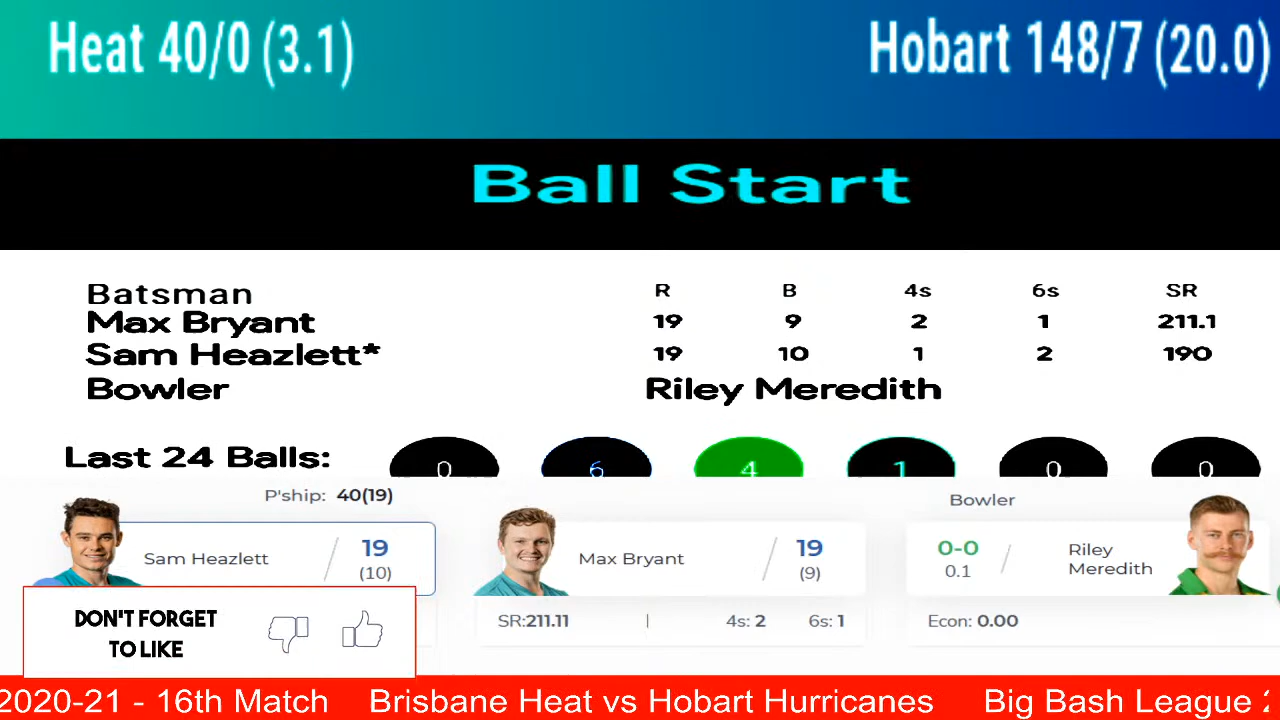 Heat 40/0 (3.1) Hobart 148/7 (20.0)
Ball Start
Batsman R B 4s 6s SR
Max Bryant 19 9 2 1 211.1
Sam Heazlett* 19 10 1 2 190
Bowler Riley Meredith
Last 24 Balls: 0 6 4 1 0 0
P'ship: 40(19)
Bowler
Sam Heazlett / 19
(10)
Max Bryant / 19
(9)
0-0 / Riley
0.1 Meredith
SR:211.11 | 4s: 2 6s: 1
Econ: 0.00
DON'T FORGET
TO LIKE
2020-21 - 16th Match Brisbane Heat vs Hobart Hurricanes Big Bash League